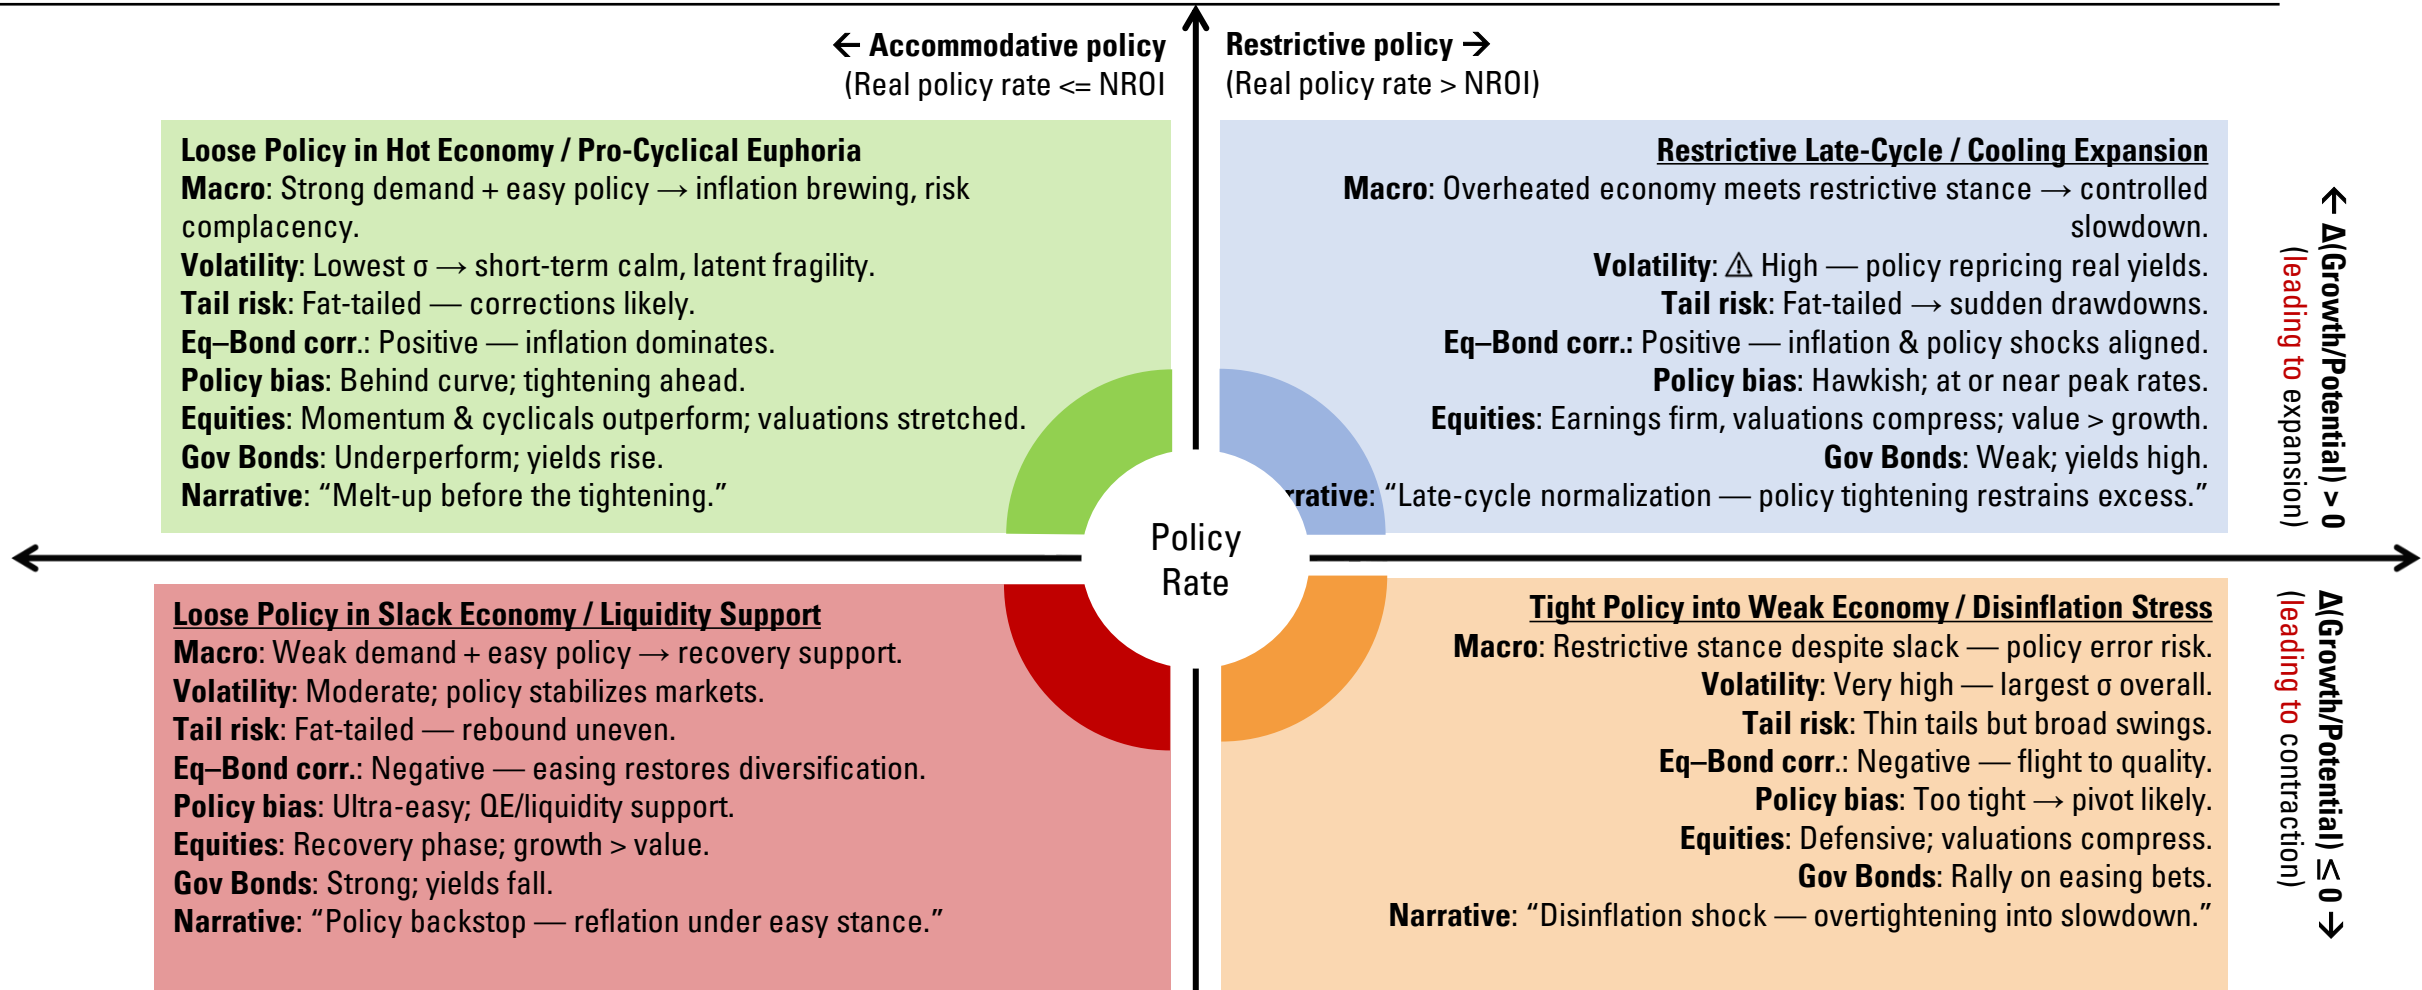 ← Accommodative policy
(Real policy rate <= NROI
Restrictive policy →
(Real policy rate > NROI)
Loose Policy in Hot Economy / Pro-Cyclical Euphoria
Macro: Strong demand + easy policy → inflation brewing, risk
complacency.
Volatility: Lowest σ → short-term calm, latent fragility.
Tail risk: Fat-tailed — corrections likely.
Eq–Bond corr.: Positive — inflation dominates.
Policy bias: Behind curve; tightening ahead.
Equities: Momentum & cyclicals outperform; valuations stretched.
Gov Bonds: Underperform; yields rise.
Narrative: “Melt-up before the tightening.”
Restrictive Late-Cycle / Cooling Expansion
Macro: Overheated economy meets restrictive stance → controlled
slowdown.
Volatility: ⚠ High — policy repricing real yields.
Tail risk: Fat-tailed → sudden drawdowns.
Eq–Bond corr.: Positive — inflation & policy shocks aligned.
Policy bias: Hawkish; at or near peak rates.
Equities: Earnings firm, valuations compress; value > growth.
Gov Bonds: Weak; yields high.
rrative: “Late-cycle normalization — policy tightening restrains excess.”
← Δ(Growth/Potential) > 0
(leading to expansion)
Policy
Rate
Loose Policy in Slack Economy / Liquidity Support
Macro: Weak demand + easy policy → recovery support.
Volatility: Moderate; policy stabilizes markets.
Tail risk: Fat-tailed — rebound uneven.
Eq–Bond corr.: Negative — easing restores diversification.
Policy bias: Ultra-easy; QE/liquidity support.
Equities: Recovery phase; growth > value.
Gov Bonds: Strong; yields fall.
Narrative: “Policy backstop — reflation under easy stance.”
Tight Policy into Weak Economy / Disinflation Stress
Macro: Restrictive stance despite slack — policy error risk.
Volatility: Very high — largest σ overall.
Tail risk: Thin tails but broad swings.
Eq–Bond corr.: Negative — flight to quality.
Policy bias: Too tight → pivot likely.
Equities: Defensive; valuations compress.
Gov Bonds: Rally on easing bets.
Narrative: “Disinflation shock — overtightening into slowdown.”
Δ(Growth/Potential) ≤ 0 →
(leading to contraction)